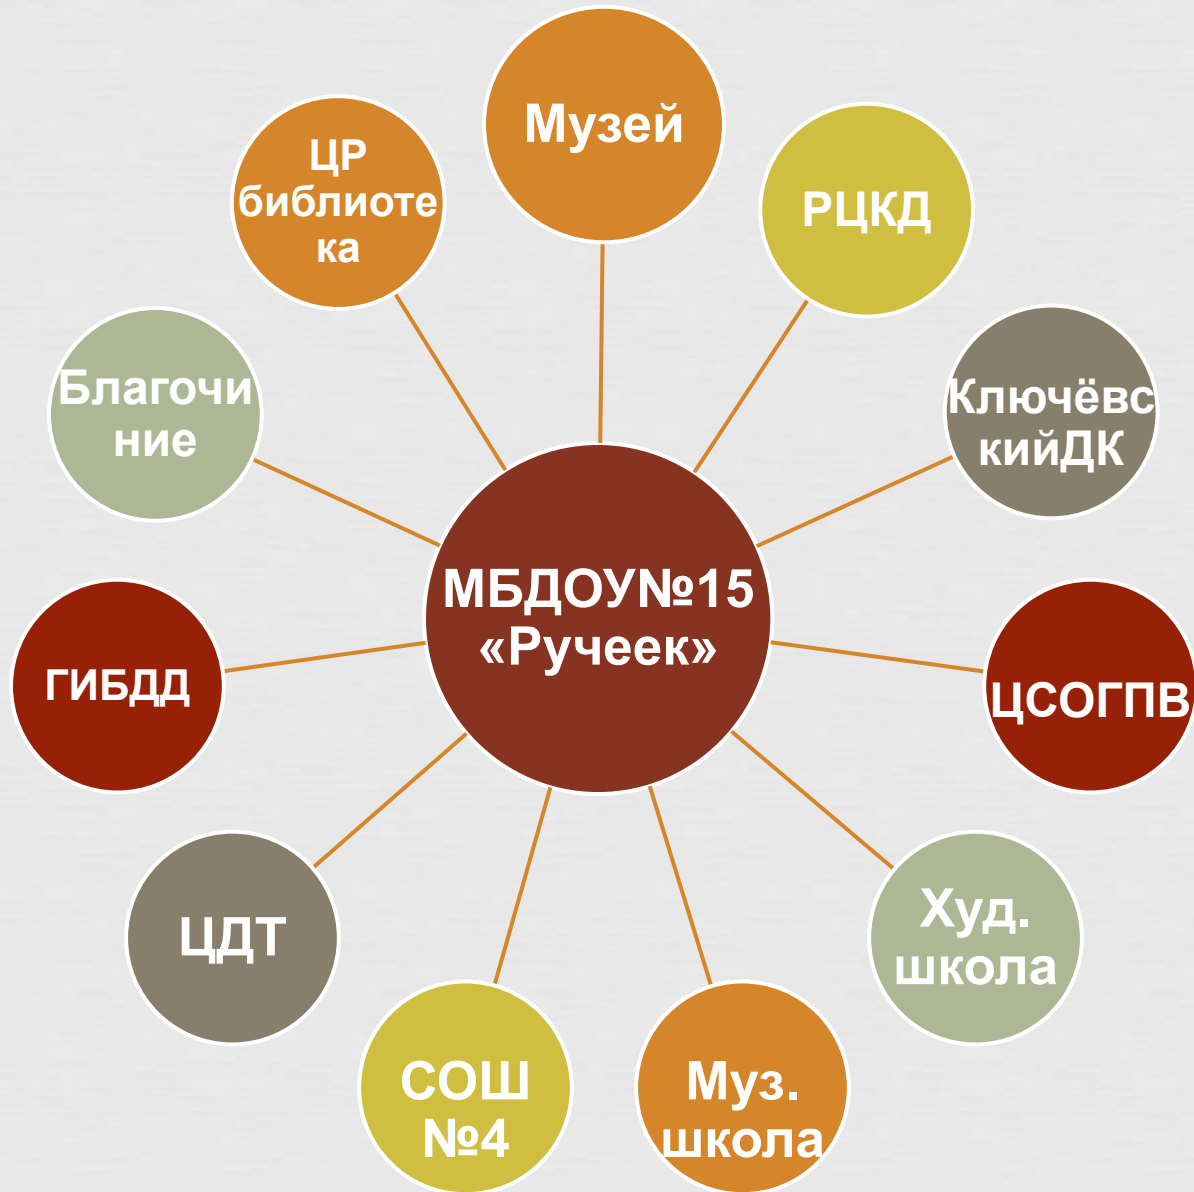 Музей
ЦР
библиоте
ка
РЦКД
Благочи
ние
Ключёвс
кийДК
МБДОУ№15
«Ручеек»
ГИБДД
ЦСОГПВ
ЦДТ
Худ.
школа
СОШ
№4
Муз.
школа